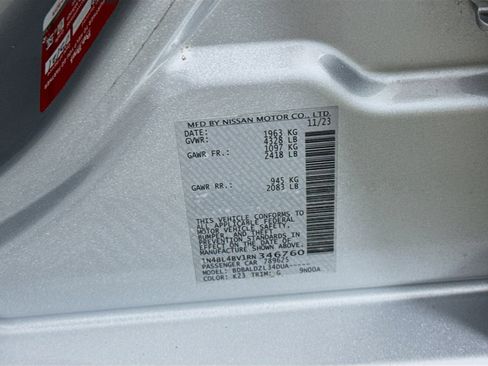 MFD BY NISSAN MOTOR CO., LTD.
DATE: 11/23
GVWR: 1963 KG
4328 LB
GAWR FR.: 1097 KG
2418 LB
GAWR RR.: 945 KG
2083 LB
THIS VEHICLE CONFORMS TO
ALL APPLICABLE FEDERAL
MOTOR VEHICLE SAFETY,
BUMPER, AND THEFT
PREVENTION STANDARDS IN
EFFECT ON THE DATE OF
MANUFACTURE SHOWN ABOVE.
1N4BL4BV1RN346760
PASSENGER CAR 789625
MODEL: BDBALDZL34DUA-----
COLOR: K23 TRIM: G 9N00A